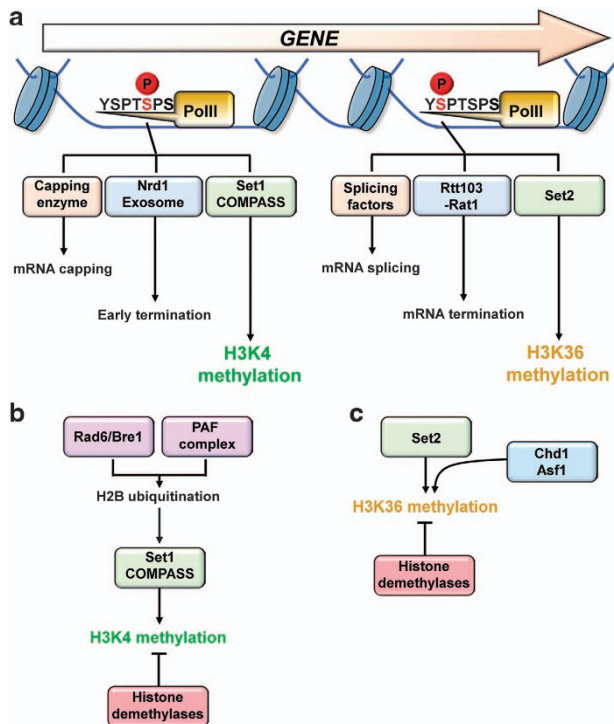 a
GENE
P
YSPTSPS
PolII
P
YSPTSPS
PolII
Capping
enzyme
Nrd1
Exosome
Set1
COMPASS
Splicing
factors
Rtt103
-Rat1
Set2
mRNA capping
mRNA splicing
Early termination
mRNA termination
H3K4
methylation
H3K36
methylation
b
Rad6/Bre1
PAF
complex
H2B ubiquitination
Set1
COMPASS
H3K4 methylation
Histone
demethylases
c
Set2
Chd1
Asf1
H3K36 methylation
Histone
demethylases